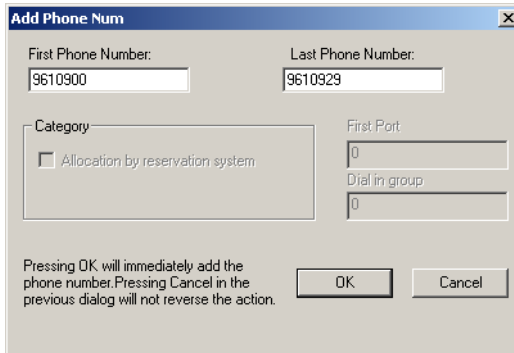 Add Phone Num
First Phone Number:
Last Phone Number:
9610900
9610929
Category
Allocation by reservation system
First Port
0
Dial in group
0
Pressing OK will immediately add the
phone number.Pressing Cancel in the
previous dialog will not reverse the action.
OK
Cancel